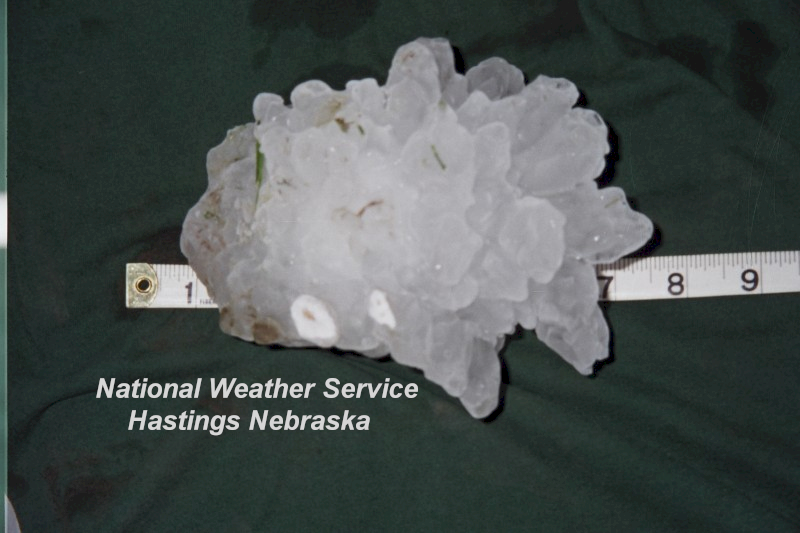 1 7 8 9
National Weather Service
Hastings Nebraska